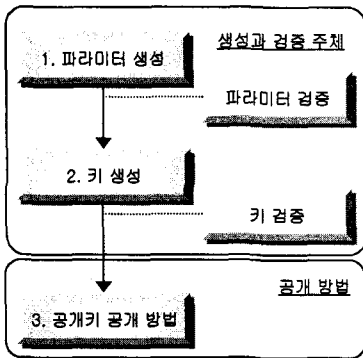 생성과 검증 주체
1. 파라미터 생성
파라미터 검증
2. 키 생성
키 검증
공개 방법
3. 공개키 공개 방법